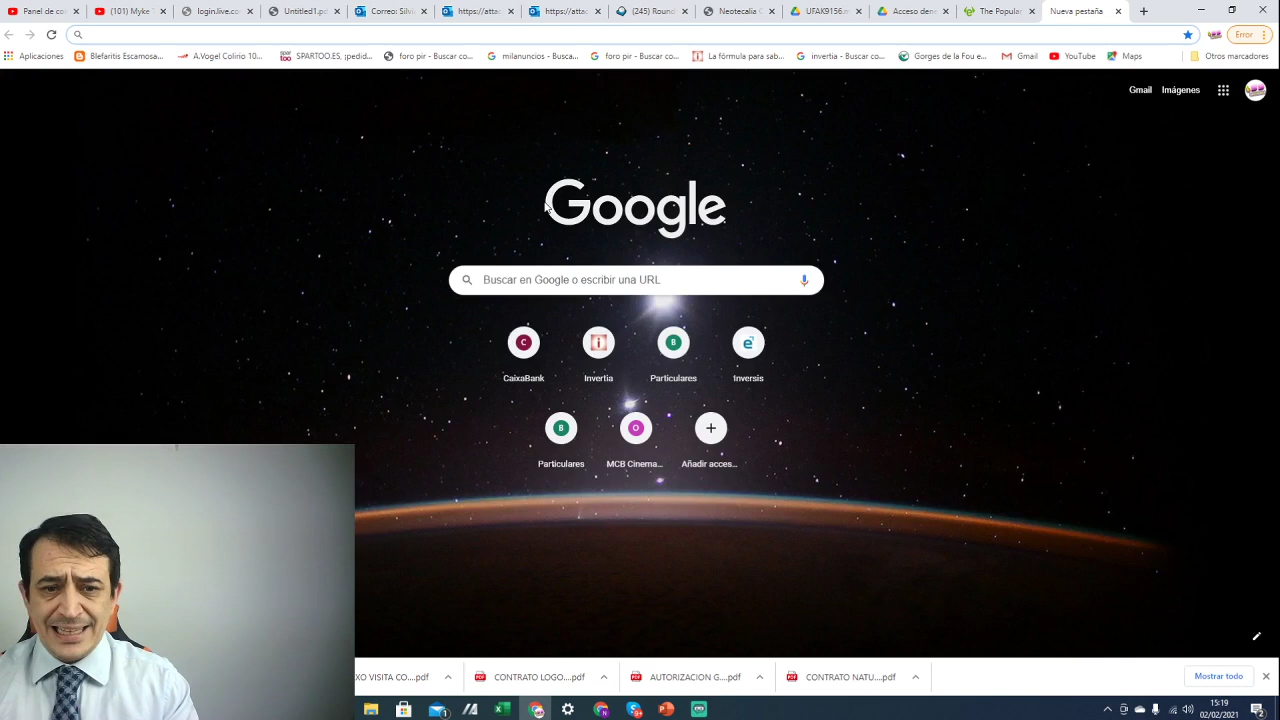 Panel de co
(101) Myke T
login.live.co
Untitled1.pd
Correo: Silvi
https://attac
https://attac
(245) Round
Neotecalia C
UFAK9156.m
Acceso dene
The Popular
Nueva pestaña
Error
Aplicaciones
Blefaritis Escamosa...
A.Vogel Colirio 10...
SPARTOO.ES, ¡pedid...
foro pir - Buscar co...
milanuncios - Busca...
foro pir - Buscar co...
La fórmula para sab...
invertia - Buscar co...
Gorges de la Fou e...
Gmail
YouTube
Maps
Otros marcadores
Gmail
Imágenes
Google
Buscar en Google o escribir una URL
CaixaBank
Invertia
Particulares
Inversis
Particulares
MCB Cinema...
Añadir acces...
XO VISITA CO....pdf
CONTRATO LOGO....pdf
AUTORIZACION G....pdf
CONTRATO NATU....pdf
Mostrar todo
15:19
02/02/2021